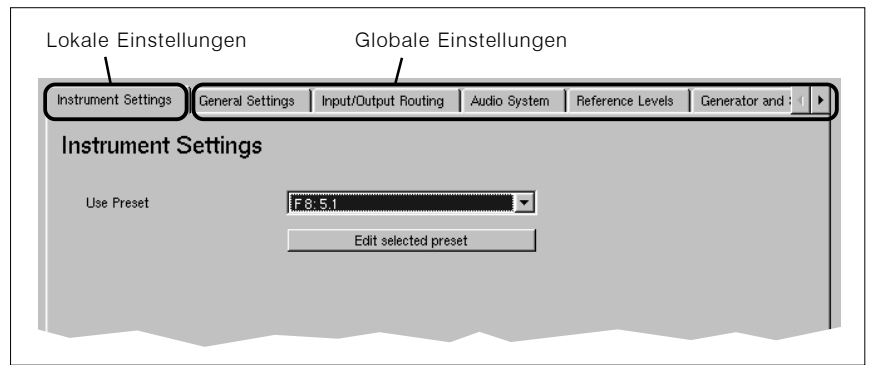 Lokale Einstellungen Globale Einstellungen
Instrument Settings General Settings Input/Output Routing Audio System Reference Levels Generator and
Instrument Settings
Use Preset F8: 5.1
Edit selected preset